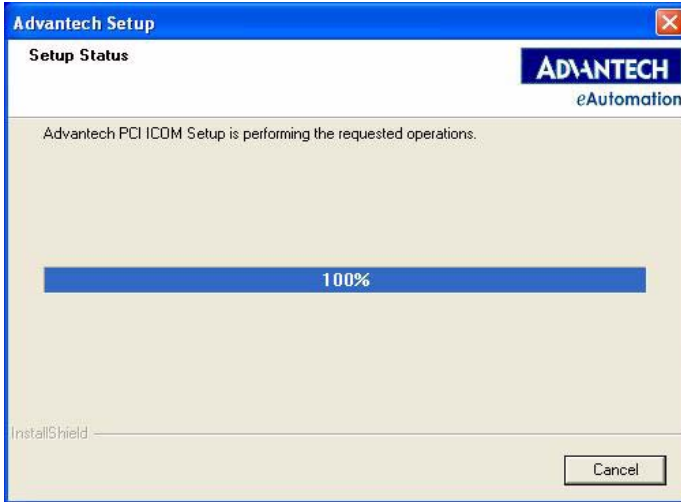 Advantech Setup
Setup Status
ADVANTECH
eAutomation
Advantech PCI ICOM Setup is performing the requested operations.
100%
InstallShield
Cancel